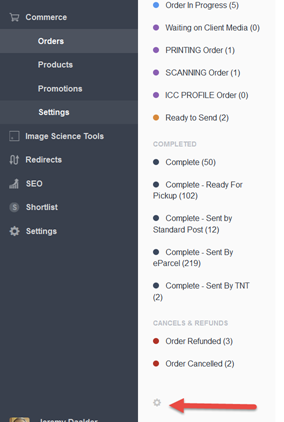 Commerce
Orders
Products
Promotions
Settings
Image Science Tools
Redirects
SEO
Shortlist
Settings
Order In Progress (5)
Waiting on Client Media (0)
PRINTING Order (1)
SCANNING Order (1)
ICC PROFILE Order (0)
Ready to Send (2)
COMPLETED
Complete (50)
Complete - Ready For
Pickup (102)
Complete - Sent by
Standard Post (12)
Complete - Sent By
eParcel (219)
Complete - Sent By TNT
(2)
CANCELS & REFUNDS
Order Refunded (3)
Order Cancelled (2)